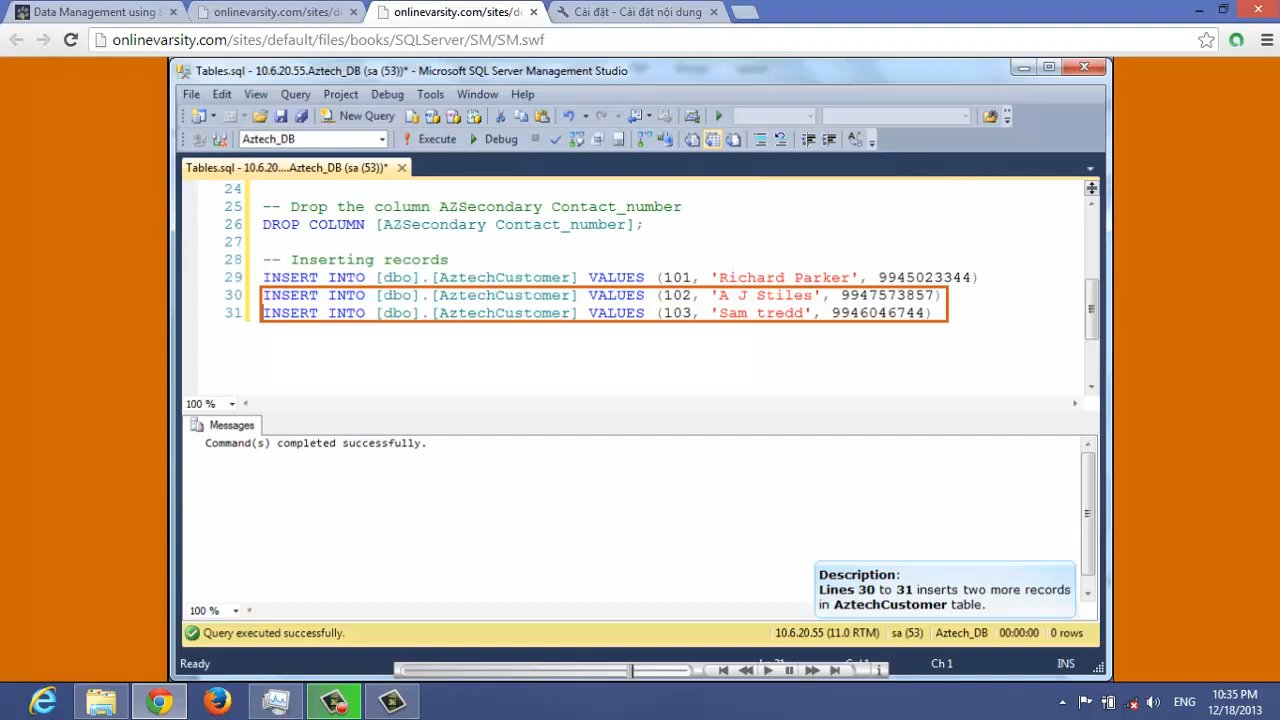 Data Management using S
onlinevarsity.com/sites/de
onlinevarsity.com/sites/de
Cài đặt - Cài đặt nội dung
onlinevarsity.com/sites/default/files/books/SQLServer/SM/SM.swf
Tables.sql - 10.6.20.55.Aztech_DB (sa (53))* - Microsoft SQL Server Management Studio
File Edit View Query Project Debug Tools Window Help
New Query
Aztech_DB Execute Debug
Tables.sql - 10.6.20....Aztech_DB (sa (53))*
24
25 -- Drop the column AZSecondary Contact_number
26 DROP COLUMN [AZSecondary Contact_number];
27
28 -- Inserting records
29 INSERT INTO [dbo].[AztechCustomer] VALUES (101, 'Richard Parker', 9945023344)
30 INSERT INTO [dbo].[AztechCustomer] VALUES (102, 'A J Stiles', 9947573857)
31 INSERT INTO [dbo].[AztechCustomer] VALUES (103, 'Sam tredd', 9946046744)
100 %
Messages
Command(s) completed successfully.
Description:
Lines 30 to 31 inserts two more records
in AztechCustomer table.
100 %
Query executed successfully. 10.6.20.55 (11.0 RTM) sa (53) Aztech_DB 00:00:00 0 rows
Ready Ch 1 INS
ENG
10:35 PM
12/18/2013